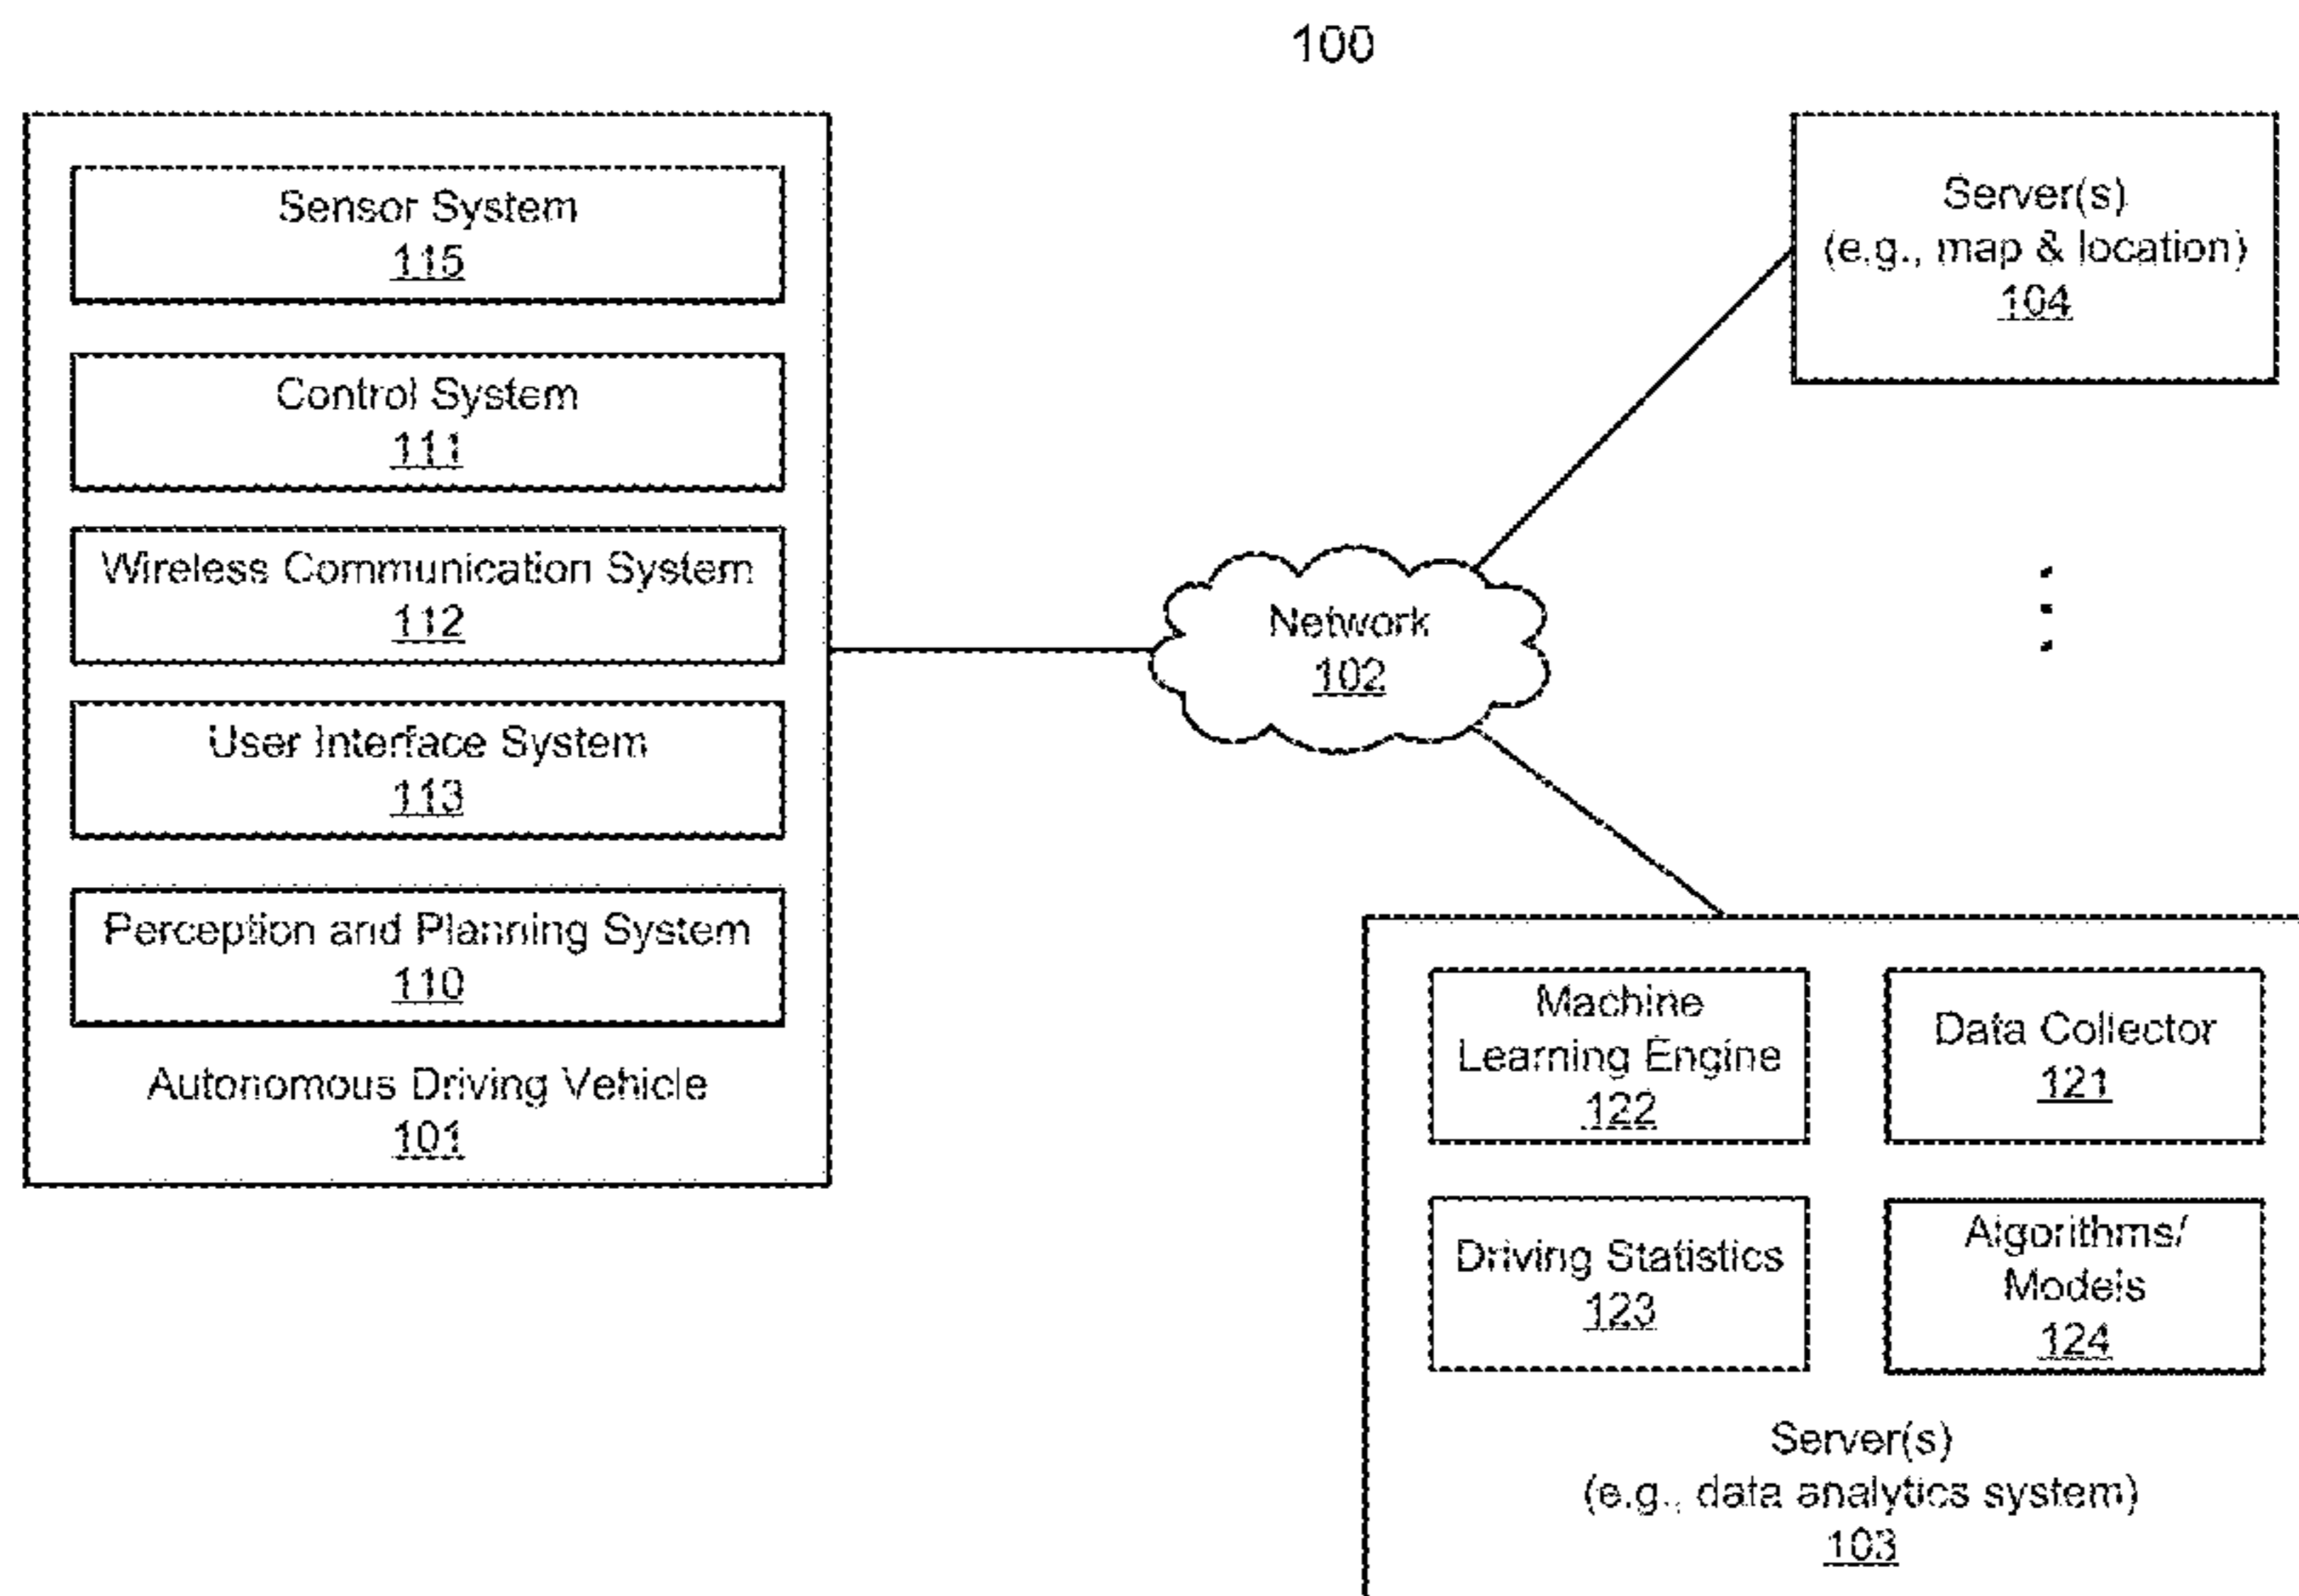 100
Sensor System
115
Control System
111
Wireless Communication System
112
User Interface System
113
Perception and Planning System
110
Autonomous Driving Vehicle
101
Network
102
Server(s)
(e.g., map & location)
104
Machine
Learning Engine
122
Data Collector
121
Driving Statistics
123
Algorithms/
Models
124
Server(s)
(e.g., data analytics system)
103